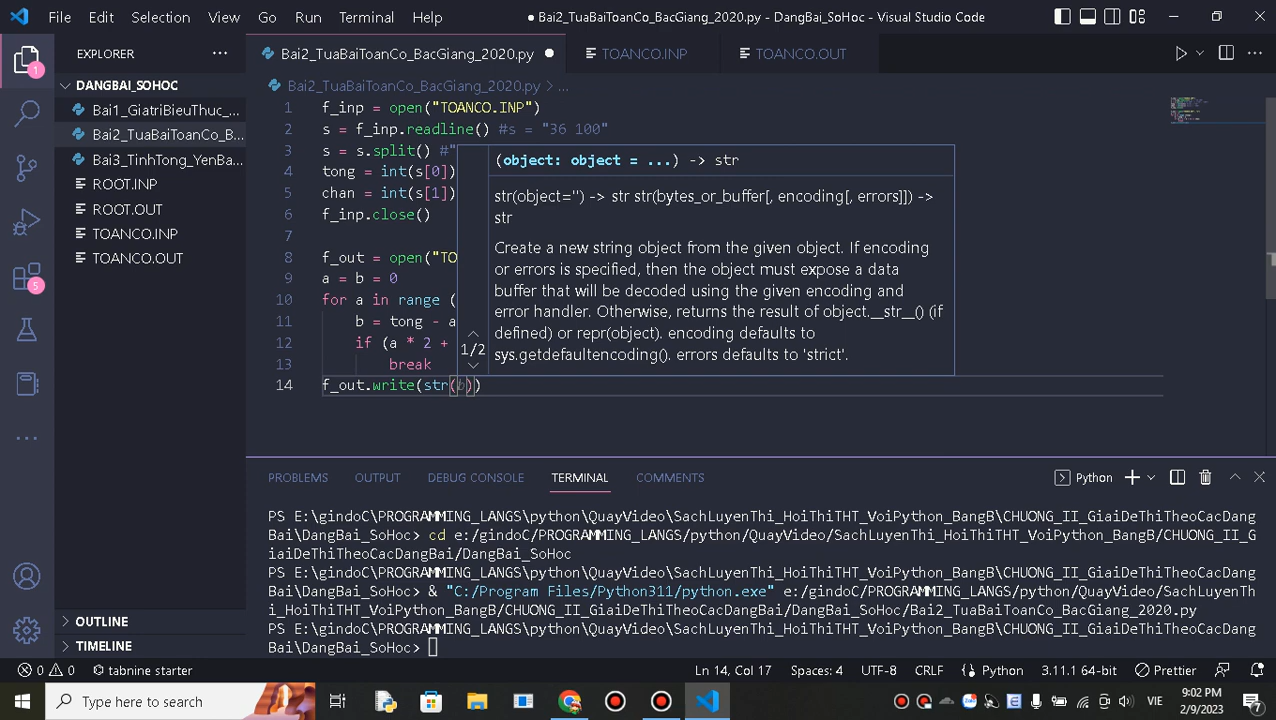 File Edit Selection View Go Run Terminal Help
● Bai2_TuaBaiToanCo_BacGiang_2020.py - DangBai_SoHoc - Visual Studio Code
EXPLORER ···
Bai2_TuaBaiToanCo_BacGiang_2020.py ●
TOANCO.INP
TOANCO.OUT
DANGBAI_SOHOC
Bai1_GiatriBieuThuc_...
Bai2_TuaBaiToanCo_B...
Bai3_TinhTong_YenBa...
ROOT.INP
ROOT.OUT
TOANCO.INP
TOANCO.OUT
OUTLINE
TIMELINE
1
5
Bai2_TuaBaiToanCo_BacGiang_2020.py > ...
1 f_inp = open("TOANCO.INP")
2 s = f_inp.readline() #s = "36 100"
3 s = s.split() #"
4 tong = int(s[0])
5 chan = int(s[1])
6 f_inp.close()
7
8 f_out = open("TO
9 a = b = 0
10 for a in range (
11 b = tong - a
12 if (a * 2 +
13 break
14 f_out.write(str(b))
(object: object = ...) -> str
str(object='') -> str str(bytes_or_buffer[, encoding[, errors]]) ->
str
Create a new string object from the given object. If encoding
or errors is specified, then the object must expose a data
buffer that will be decoded using the given encoding and
error handler. Otherwise, returns the result of object.__str__() (if
defined) or repr(object). encoding defaults to
sys.getdefaultencoding(). errors defaults to 'strict'.
1/2
PROBLEMS OUTPUT DEBUG CONSOLE TERMINAL COMMENTS
Python
PS E:\gindoC\PROGRAMMING_LANGS\python\QuayVideo\SachLuyenThi_HoiThiTHT_VoiPython_BangB\CHUONG_II_GiaiDeThiTheoCacDang
Bai\DangBai_SoHoc> cd e:/gindoC/PROGRAMMING_LANGS/python/QuayVideo/SachLuyenThi_HoiThiTHT_VoiPython_BangB/CHUONG_II_G
iaiDeThiTheoCacDangBai/DangBai_SoHoc
PS E:\gindoC\PROGRAMMING_LANGS\python\QuayVideo\SachLuyenThi_HoiThiTHT_VoiPython_BangB\CHUONG_II_GiaiDeThiTheoCacDang
Bai\DangBai_SoHoc> & "C:/Program Files/Python311/python.exe" e:/gindoC/PROGRAMMING_LANGS/python/QuayVideo/SachLuyenTh
i_HoiThiTHT_VoiPython_BangB/CHUONG_II_GiaiDeThiTheoCacDangBai/DangBai_SoHoc/Bai2_TuaBaiToanCo_BacGiang_2020.py
PS E:\gindoC\PROGRAMMING_LANGS\python\QuayVideo\SachLuyenThi_HoiThiTHT_VoiPython_BangB\CHUONG_II_GiaiDeThiTheoCacDang
Bai\DangBai_SoHoc>
0 0 tabnine starter
Ln 14, Col 17 Spaces: 4 UTF-8 CRLF Python 3.11.1 64-bit Prettier
Type here to search
VIE
9:02 PM
2/9/2023
7